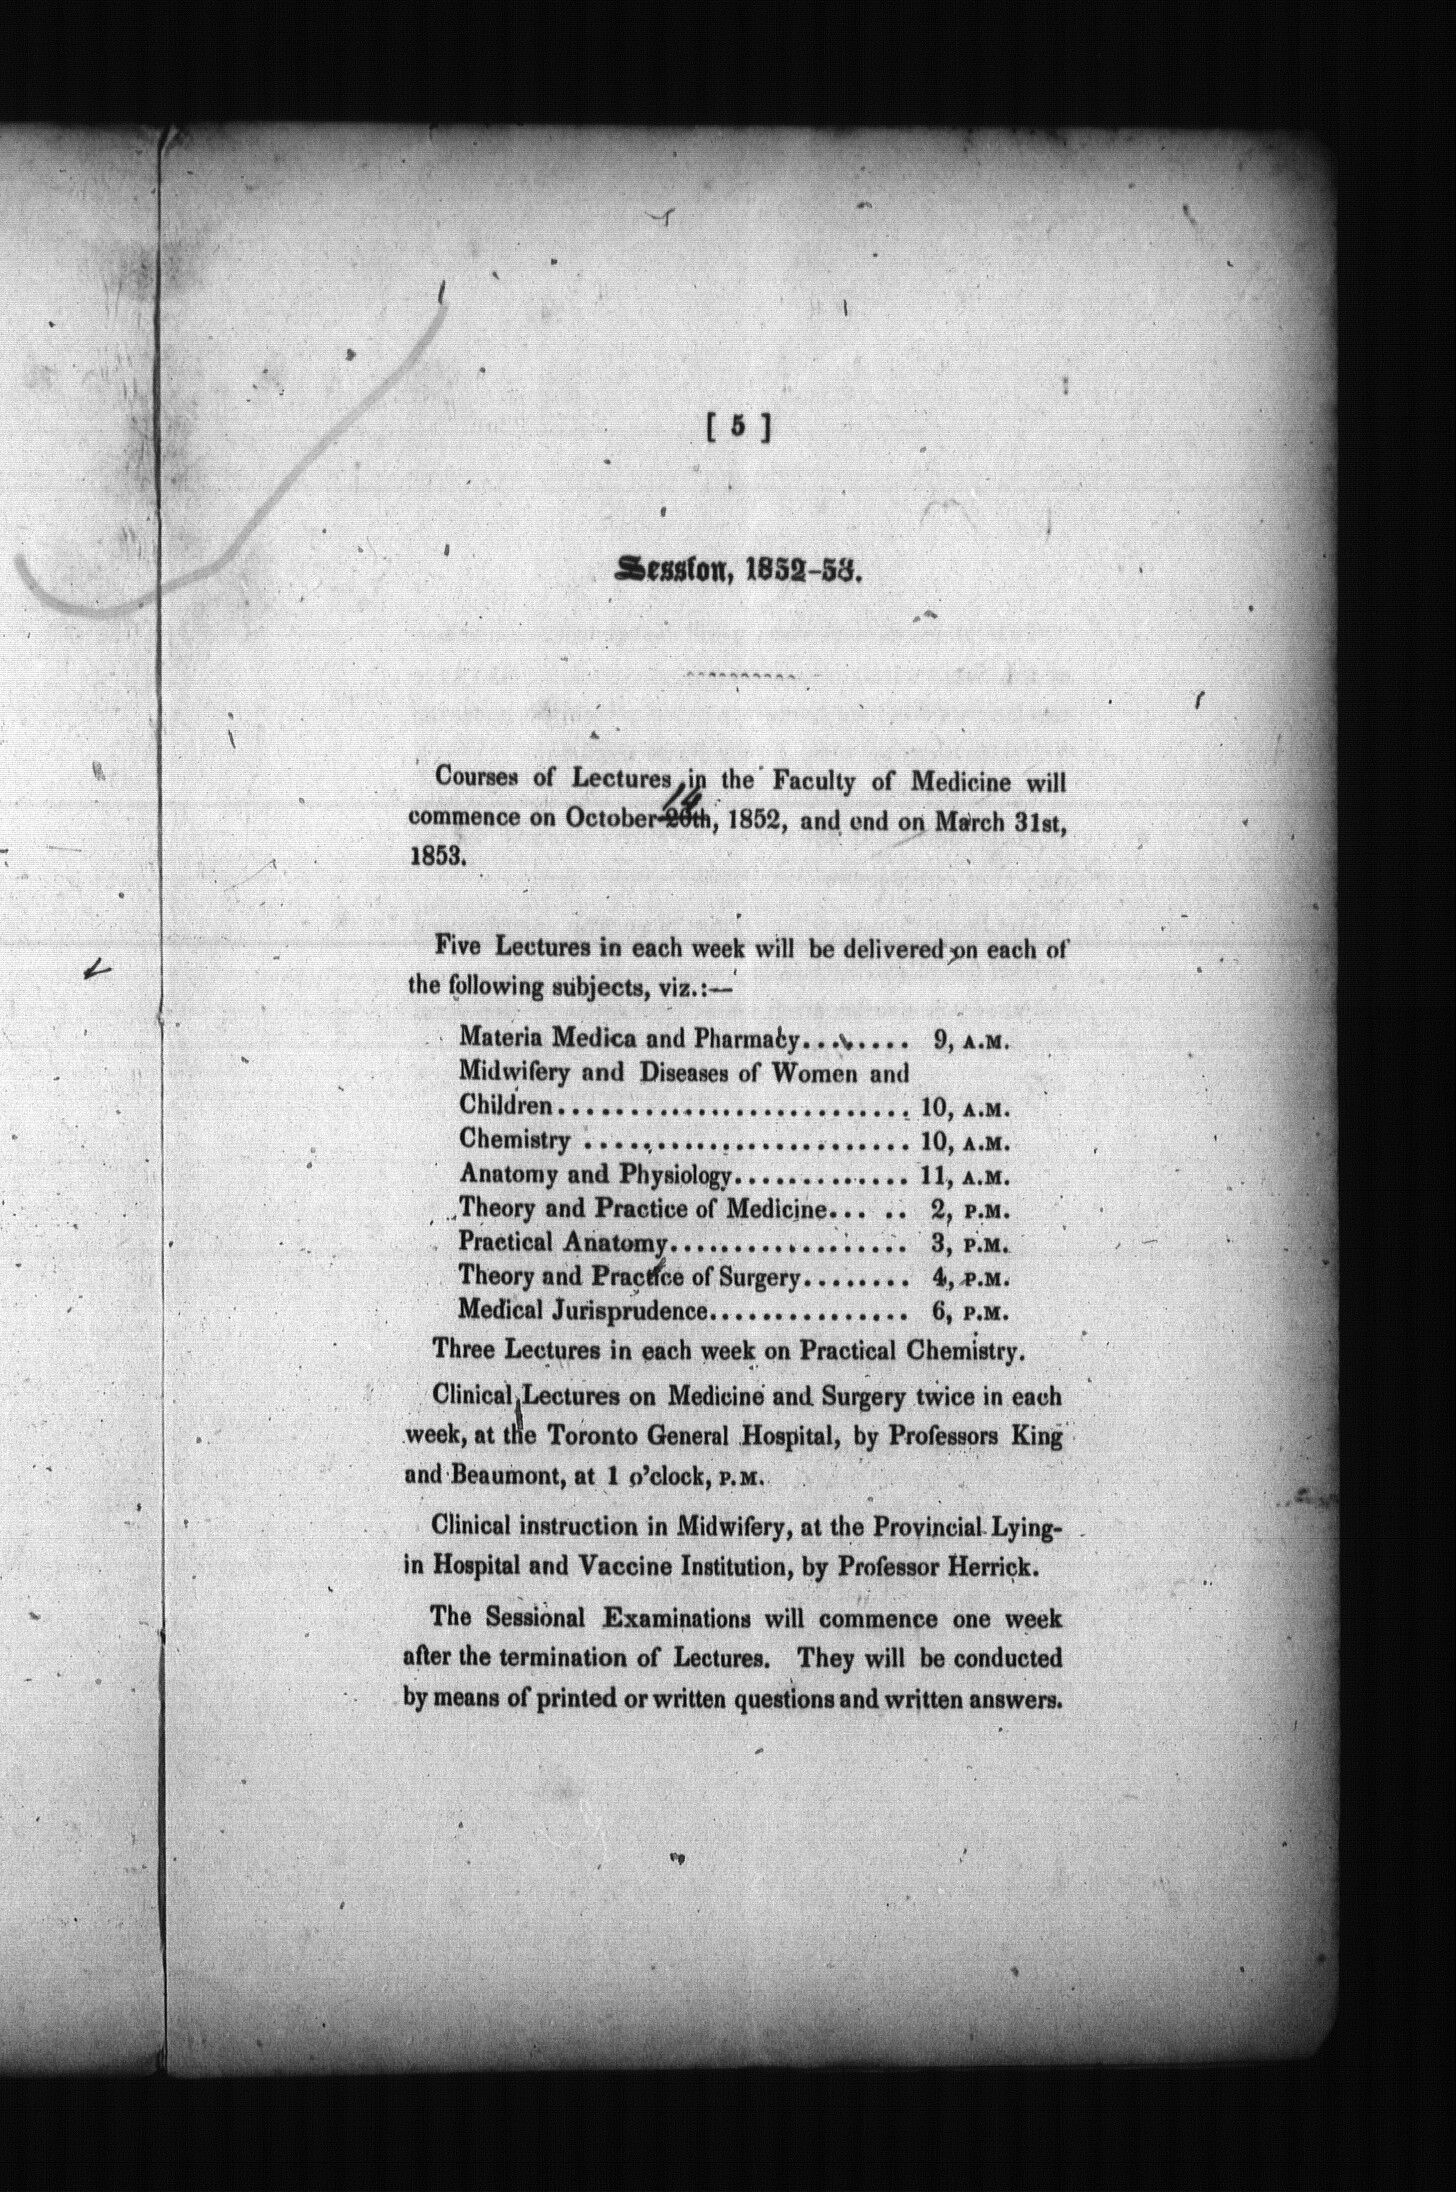 [ 5 ]
Session, 1852-53.
Courses of Lectures in the Faculty of Medicine will
14
commence on October 20th, 1852, and end on March 31st,
1853.
Five Lectures in each week will be delivered on each of
the following subjects, viz.:—
Materia Medica and Pharmacy........ 9, A.M.
Midwifery and Diseases of Women and
Children.......................... 10, A.M.
Chemistry ........................ 10, A.M.
Anatomy and Physiology............. 11, A.M.
Theory and Practice of Medicine... .. 2, P.M.
Practical Anatomy.................. 3, P.M.
Theory and Practice of Surgery........ 4, P.M.
Medical Jurisprudence............... 6, P.M.
Three Lectures in each week on Practical Chemistry.
Clinical Lectures on Medicine and Surgery twice in each
week, at the Toronto General Hospital, by Professors King
and Beaumont, at 1 o'clock, P.M.
Clinical instruction in Midwifery, at the Provincial Lying-
in Hospital and Vaccine Institution, by Professor Herrick.
The Sessional Examinations will commence one week
after the termination of Lectures. They will be conducted
by means of printed or written questions and written answers.